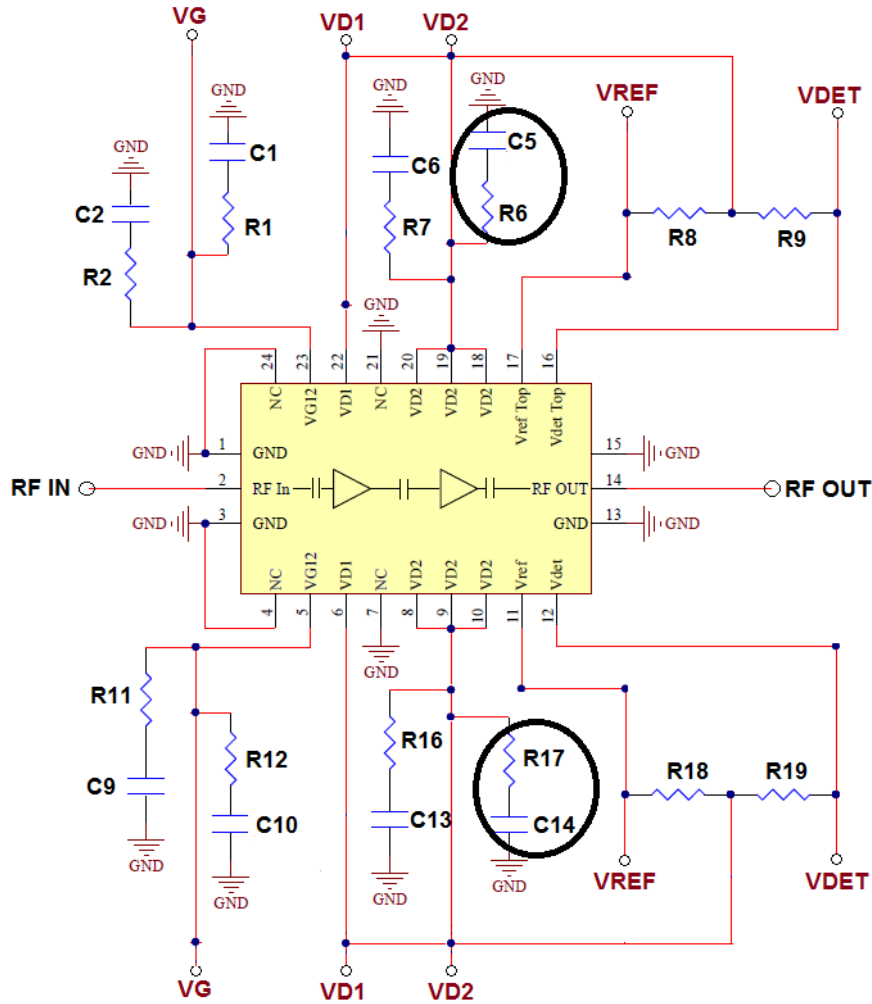 VG
VD1
VD2
GND
GND
GND
GND
VREF
VDET
C1
C5
C6
C2
R1
R7
R6
R8
R9
R2
GND
24
23
22
21
20
19
18
17
16
NC
VG12
VD1
NC
VD2
VD2
VD2
Vref Top
Vdet Top
GND
1
GND
15
GND
RF IN
2
RF In
RF OUT
14
RF OUT
GND
3
GND
GND
13
GND
NC
VG12
VD1
NC
VD2
VD2
VD2
Vref
Vdet
4
5
6
7
8
9
10
11
12
GND
R11
R12
R16
R17
R18
R19
C9
C10
C13
C14
GND
GND
GND
GND
VREF
VDET
VG
VD1
VD2